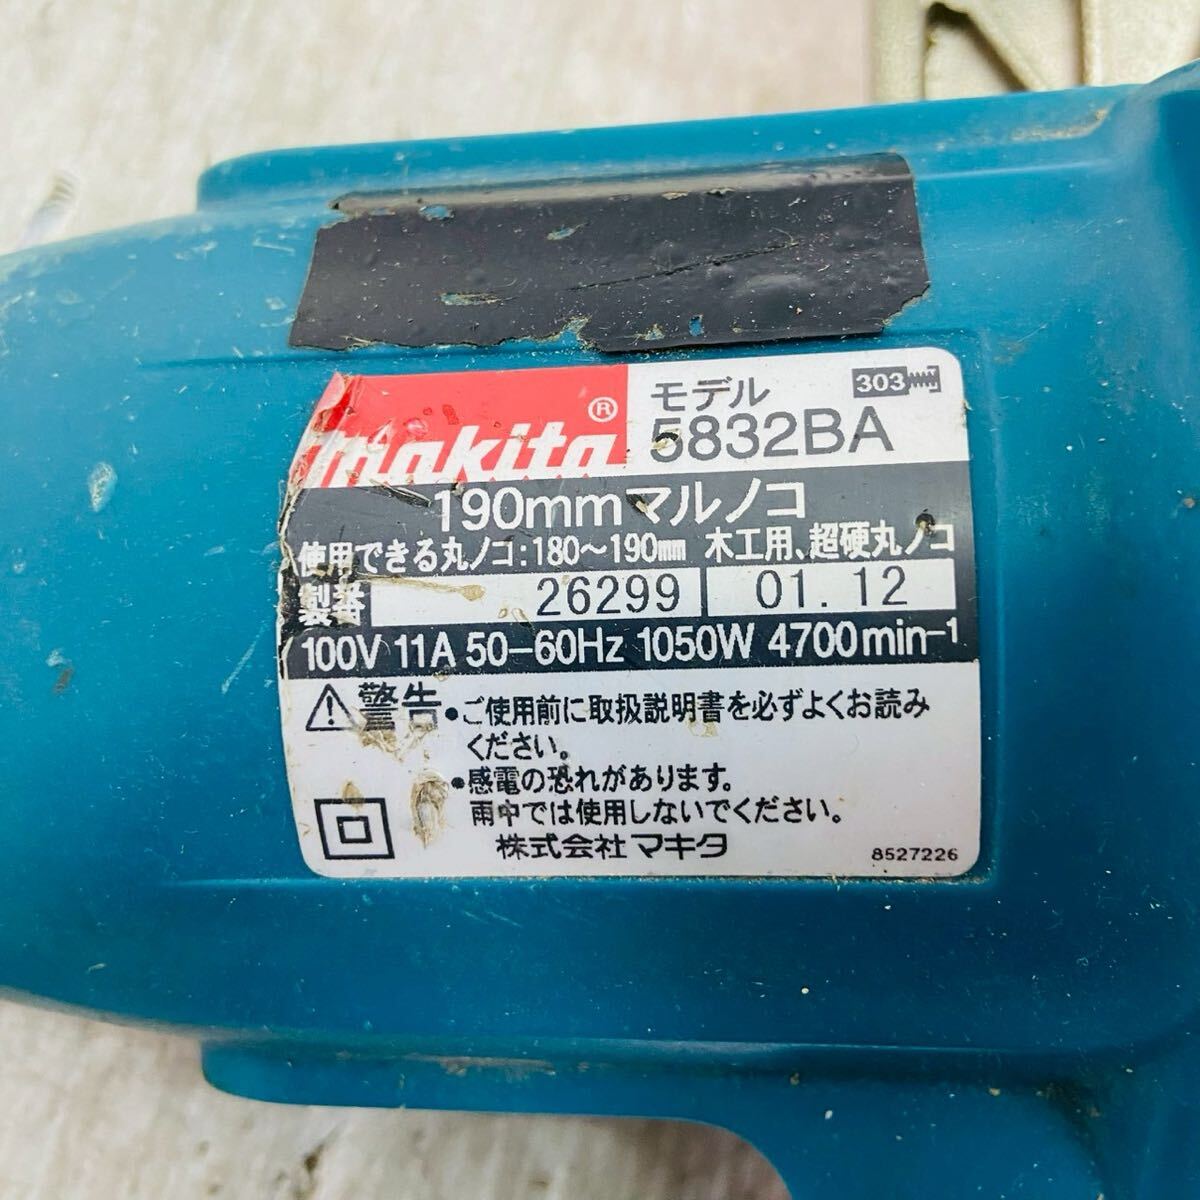 makita®
モデル 303
5832BA
190mmマルノコ
使用できる丸ノコ:180〜190mm 木工用、超硬丸ノコ
製番 26299 01. 12
100V 11A 50-60Hz 1050W 4700min-1
警告 •ご使用前に取扱説明書を必ずよくお読み
ください。
•感電の恐れがあります。
雨中では使用しないでください。
株式会社マキタ 8527226